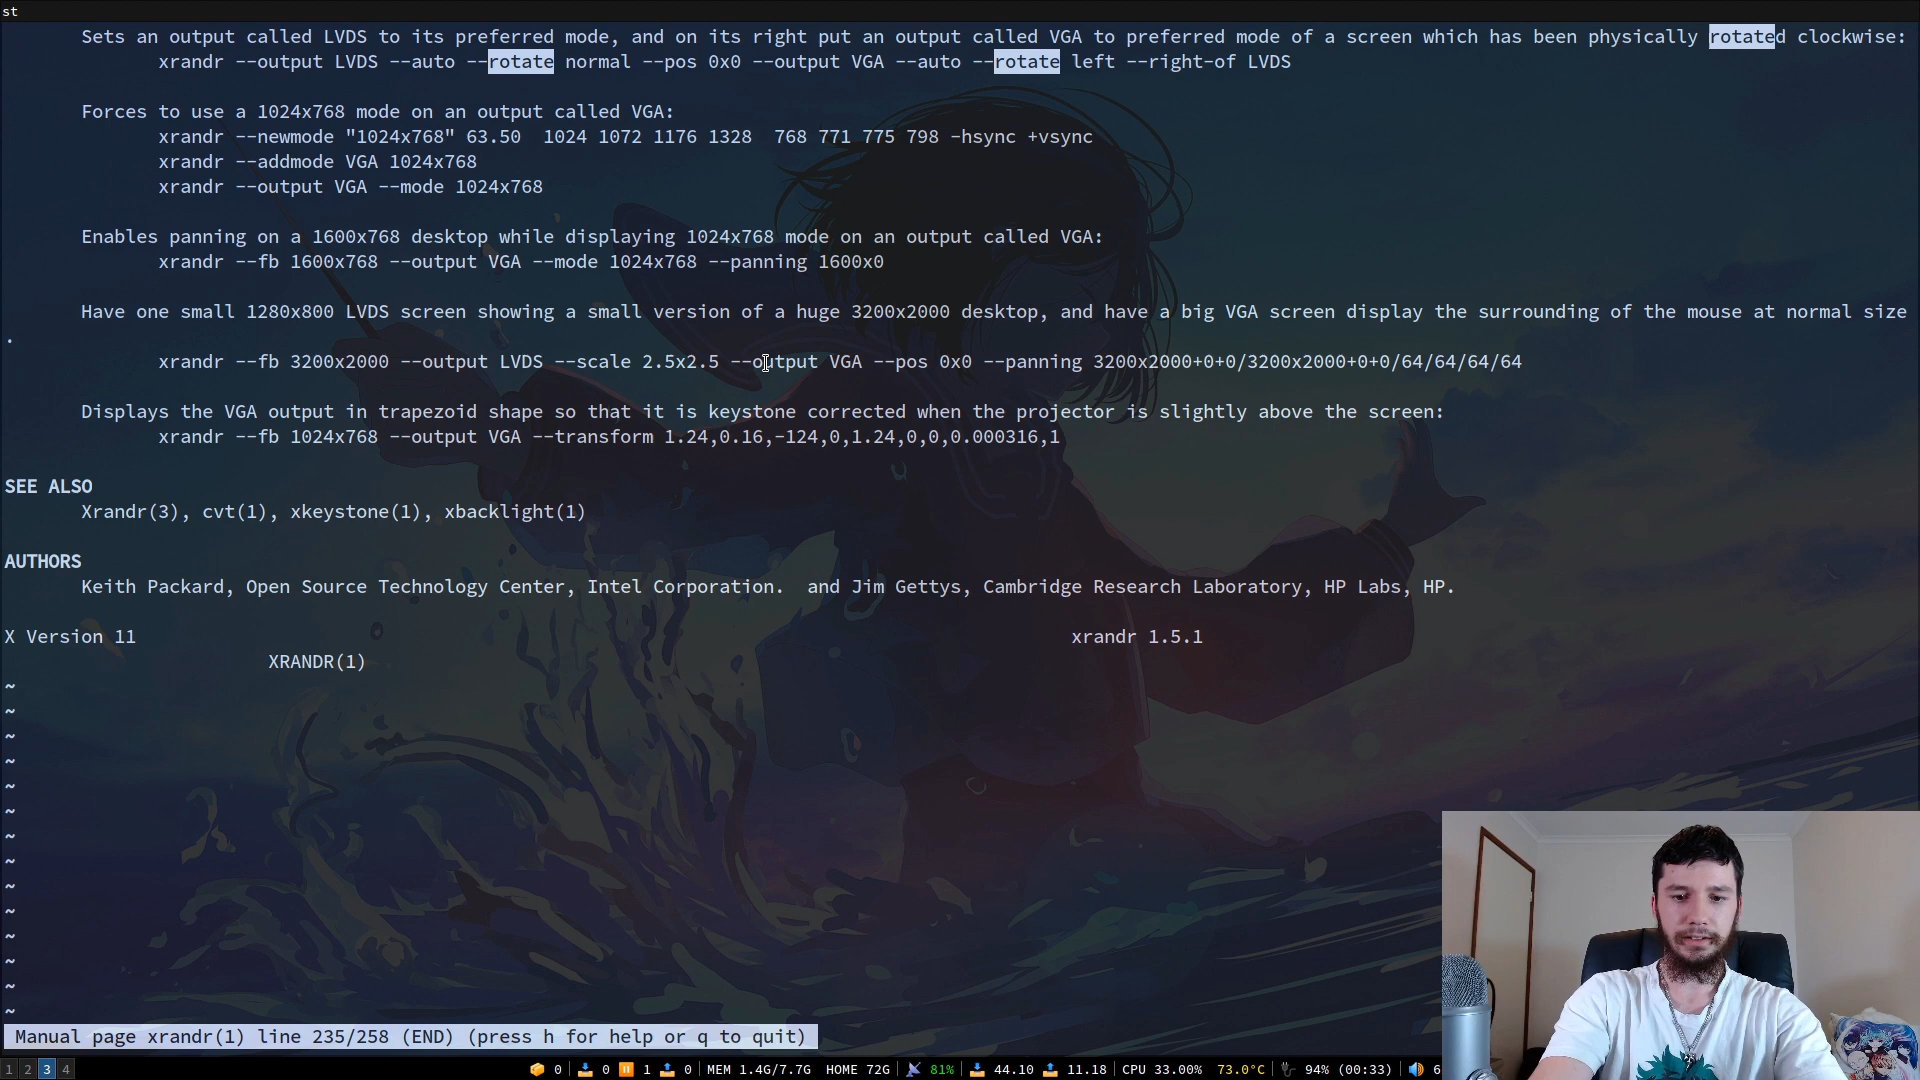 st
Sets an output called LVDS to its preferred mode, and on its right put an output called VGA to preferred mode of a screen which has been physically rotated clockwise:
xrandr --output LVDS --auto --rotate normal --pos 0x0 --output VGA --auto --rotate left --right-of LVDS
Forces to use a 1024x768 mode on an output called VGA:
xrandr --newmode "1024x768" 63.50  1024 1072 1176 1328  768 771 775 798 -hsync +vsync
xrandr --addmode VGA 1024x768
xrandr --output VGA --mode 1024x768
Enables panning on a 1600x768 desktop while displaying 1024x768 mode on an output called VGA:
xrandr --fb 1600x768 --output VGA --mode 1024x768 --panning 1600x0
Have one small 1280x800 LVDS screen showing a small version of a huge 3200x2000 desktop, and have a big VGA screen display the surrounding of the mouse at normal size
.
xrandr --fb 3200x2000 --output LVDS --scale 2.5x2.5 --output VGA --pos 0x0 --panning 3200x2000+0+0/3200x2000+0+0/64/64/64/64
Displays the VGA output in trapezoid shape so that it is keystone corrected when the projector is slightly above the screen:
xrandr --fb 1024x768 --output VGA --transform 1.24,0.16,-124,0,1.24,0,0,0.000316,1
SEE ALSO
Xrandr(3), cvt(1), xkeystone(1), xbacklight(1)
AUTHORS
Keith Packard, Open Source Technology Center, Intel Corporation.  and Jim Gettys, Cambridge Research Laboratory, HP Labs, HP.
X Version 11 xrandr 1.5.1
XRANDR(1)
~
~
~
~
~
~
~
~
~
~
~
~
~
~
Manual page xrandr(1) line 235/258 (END) (press h for help or q to quit)
1 2 3 4 0 0 1 0 MEM 1.4G/7.7G HOME 72G 81% 44.10 11.18 CPU 33.00% 73.0°C 94% (00:33) 6